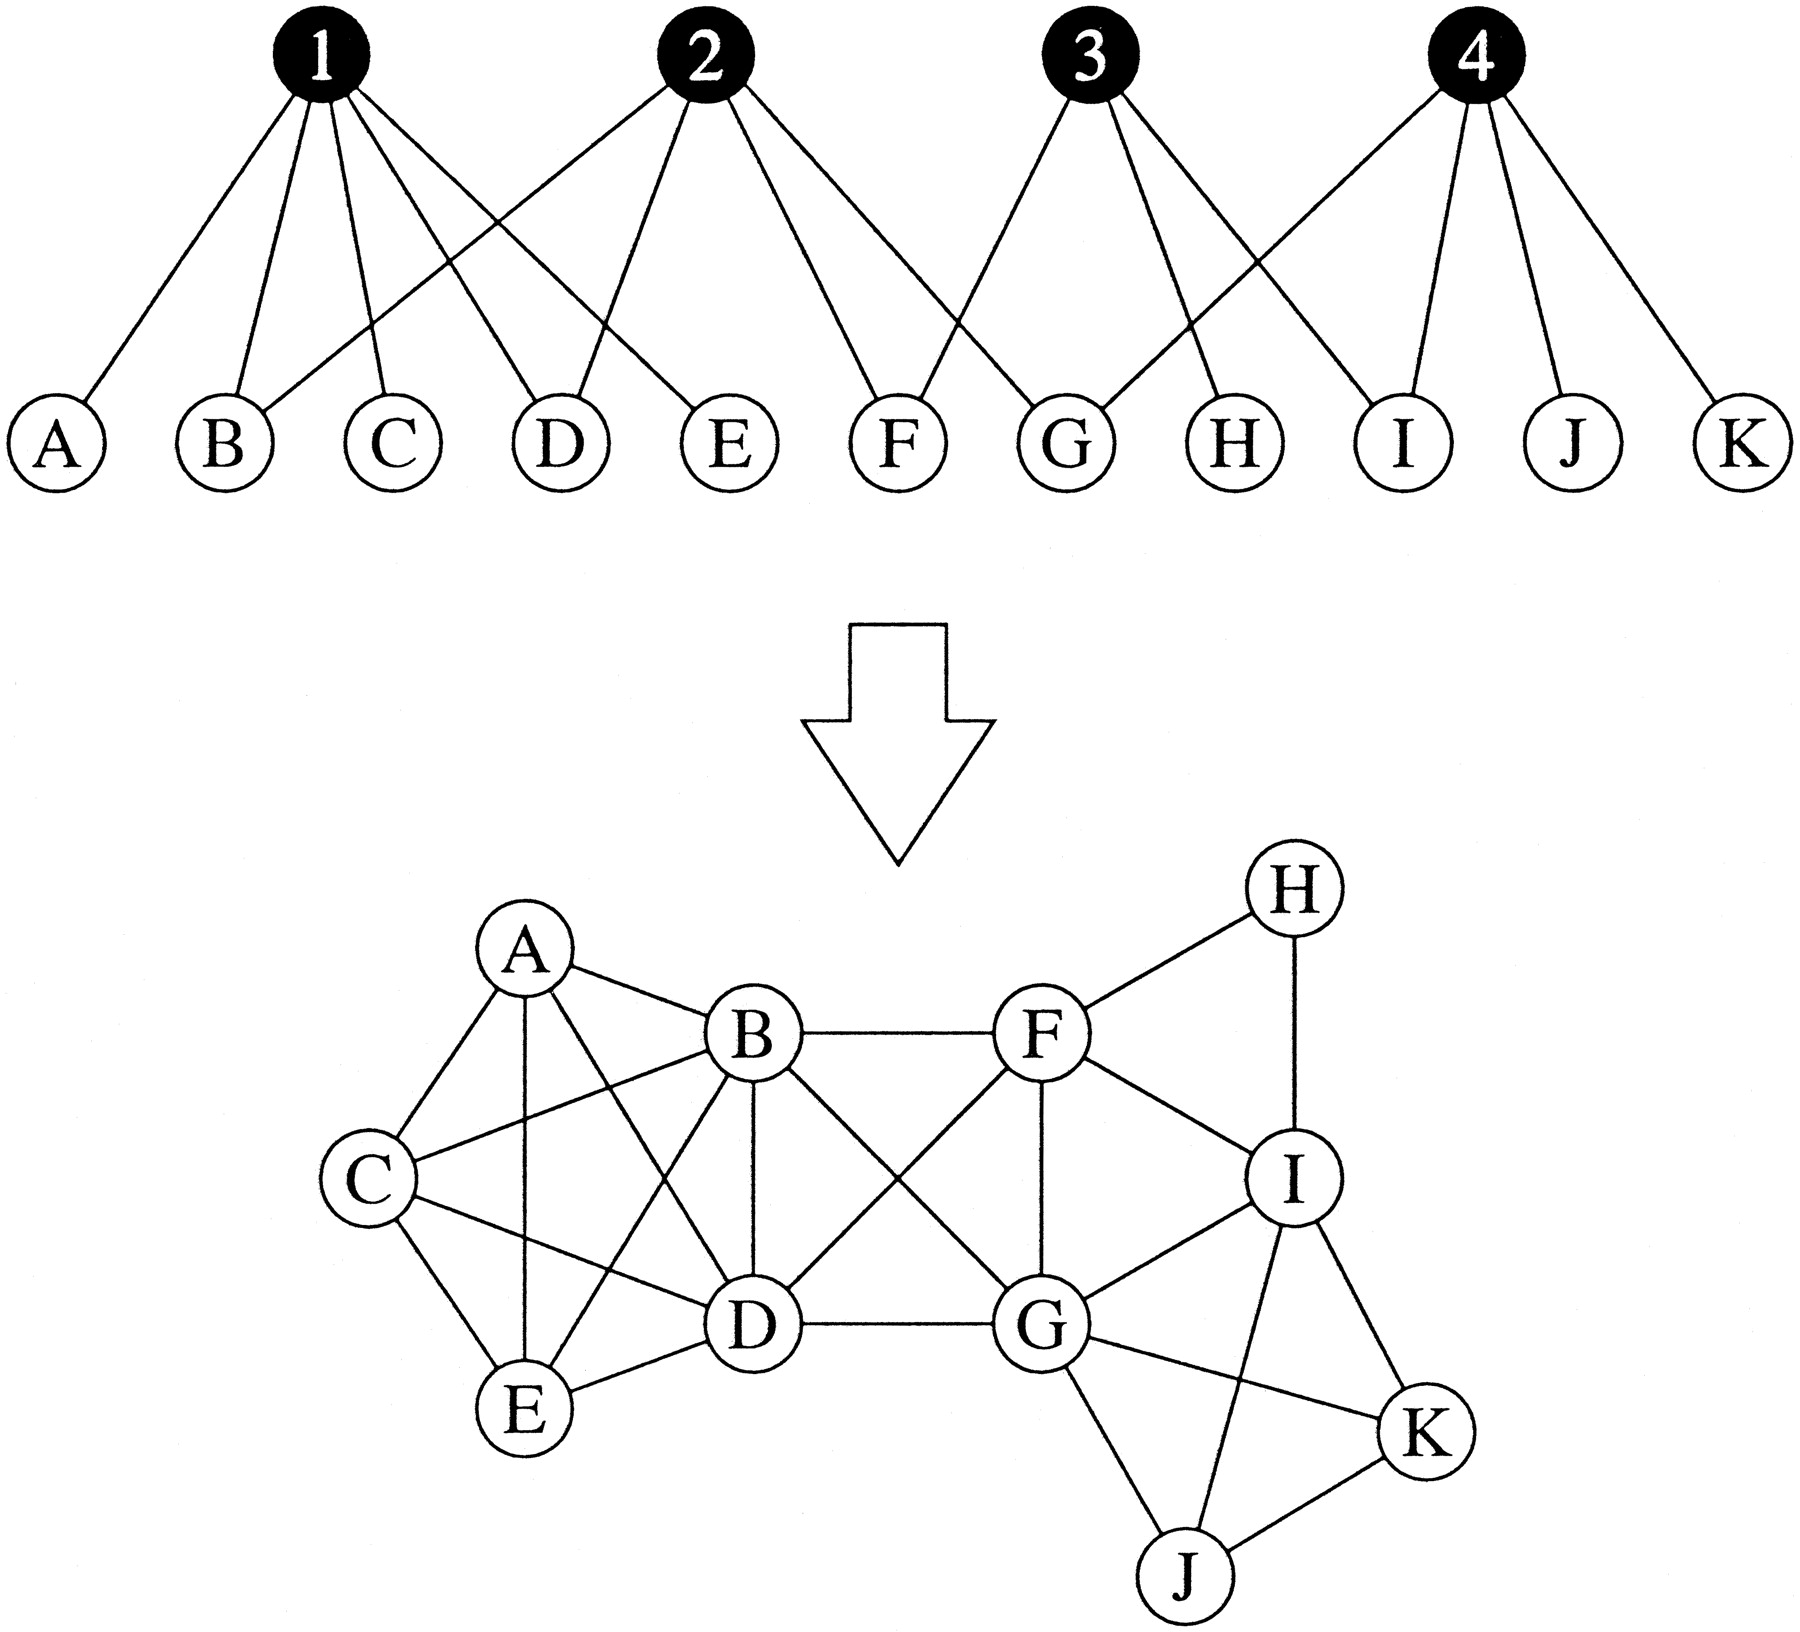 1 2 3 4
A B C D E F G H I J K
H
A
B F
C I
D G
E K
J